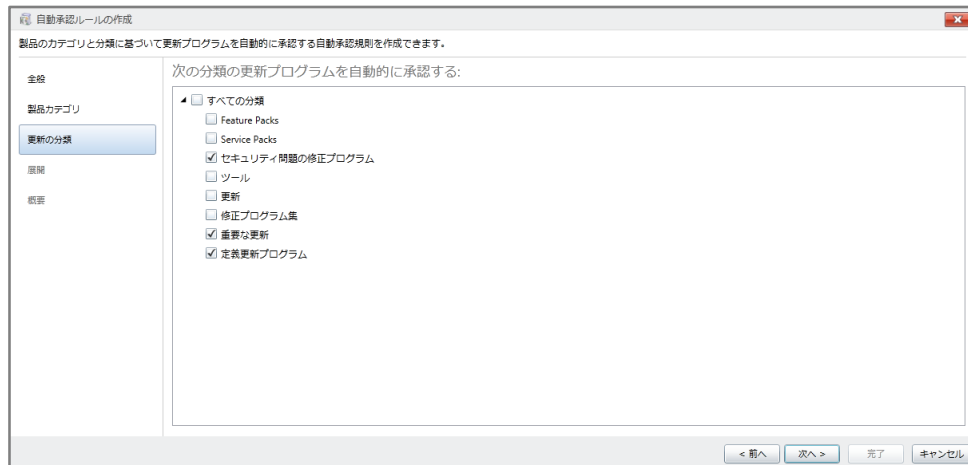 自動承認ルールの作成
製品のカテゴリと分類に基づいて更新プログラムを自動的に承認する自動承認規則を作成できます。
全般
製品カテゴリ
更新の分類
展開
概要
次の分類の更新プログラムを自動的に承認する:
すべての分類
Feature Packs
Service Packs
セキュリティ問題の修正プログラム
ツール
更新
修正プログラム集
重要な更新
定義更新プログラム
< 前へ
次へ >
完了
キャンセル